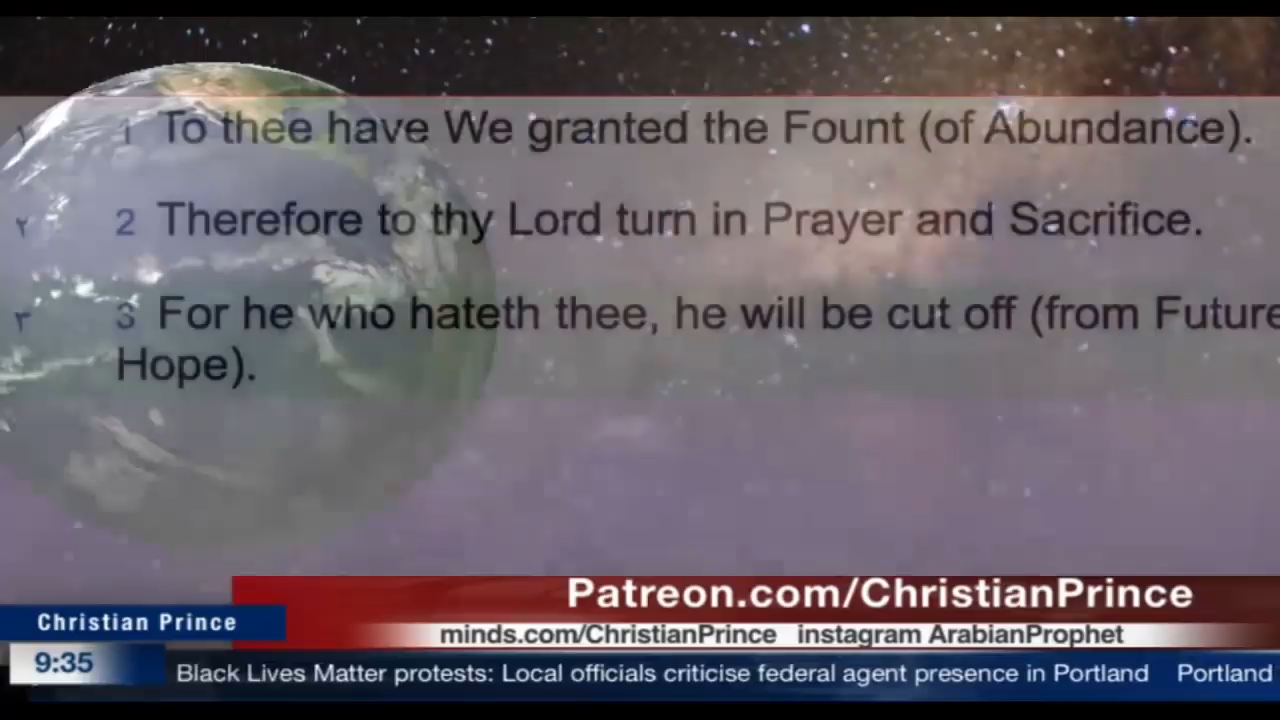 ١ 1 To thee have We granted the Fount (of Abundance).
٢ 2 Therefore to thy Lord turn in Prayer and Sacrifice.
٣ 3 For he who hateth thee, he will be cut off (from Future
Hope).
Patreon.com/ChristianPrince
Christian Prince
minds.com/ChristianPrince instagram ArabianProphet
9:35
Black Lives Matter protests: Local officials criticise federal agent presence in Portland Portland